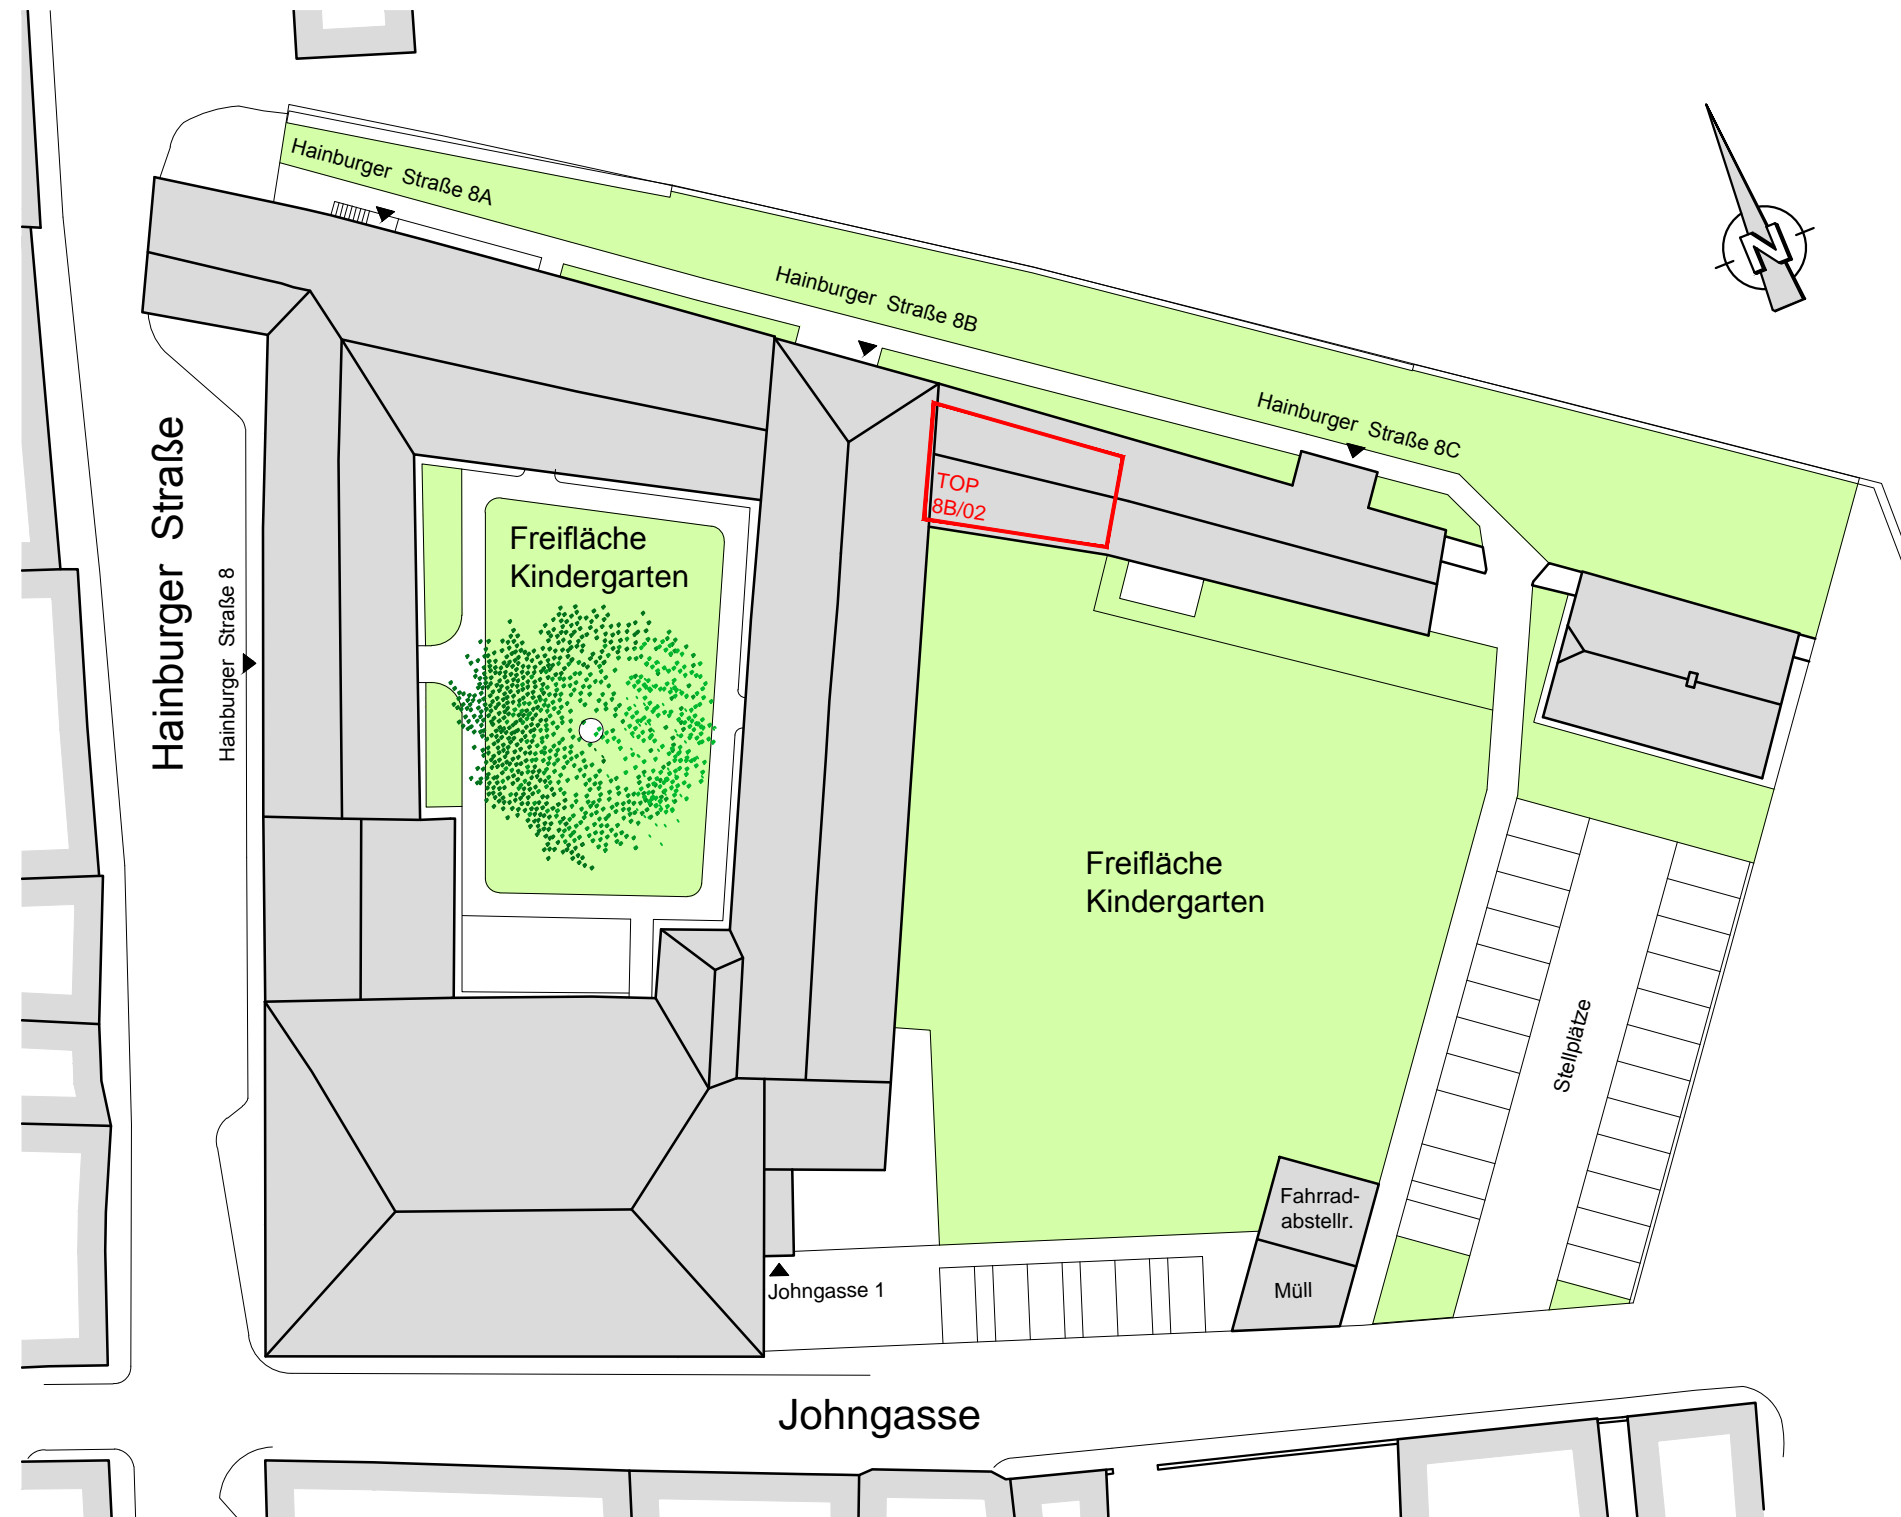 Hainburger Straße 8A
Hainburger Straße 8B
Hainburger Straße 8C
N
TOP
8B/02
Freifläche
Kindergarten
Hainburger Straße
Hainburger Straße 8
Freifläche
Kindergarten
Stellplätze
Fahrrad-
abstellr.
Müll
Johngasse 1
Johngasse